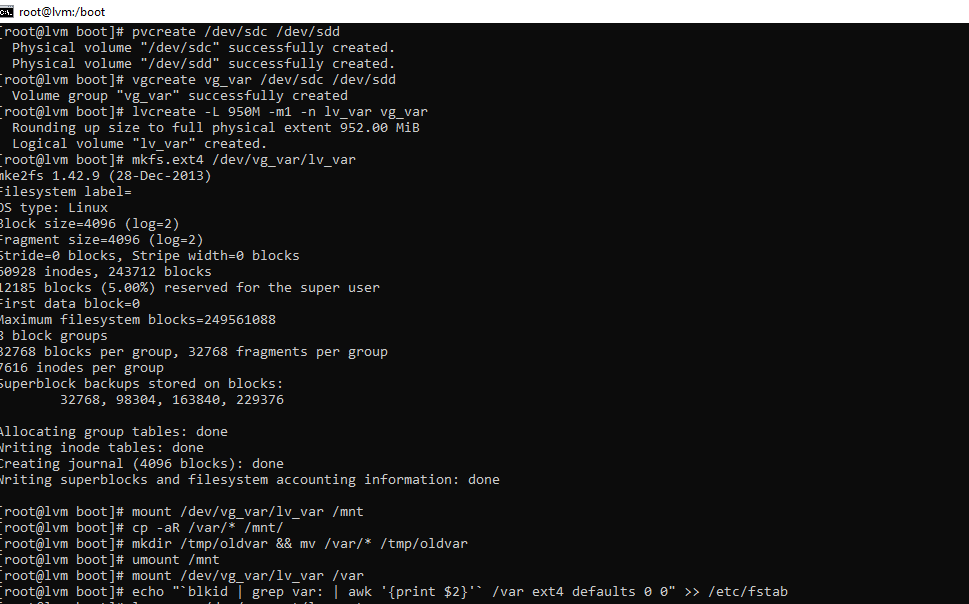 root@lvm:/boot
[root@lvm boot]# pvcreate /dev/sdc /dev/sdd
  Physical volume "/dev/sdc" successfully created.
  Physical volume "/dev/sdd" successfully created.
[root@lvm boot]# vgcreate vg_var /dev/sdc /dev/sdd
  Volume group "vg_var" successfully created
[root@lvm boot]# lvcreate -L 950M -m1 -n lv_var vg_var
  Rounding up size to full physical extent 952.00 MiB
  Logical volume "lv_var" created.
[root@lvm boot]# mkfs.ext4 /dev/vg_var/lv_var
mke2fs 1.42.9 (28-Dec-2013)
Filesystem label=
OS type: Linux
Block size=4096 (log=2)
Fragment size=4096 (log=2)
Stride=0 blocks, Stripe width=0 blocks
60928 inodes, 243712 blocks
12185 blocks (5.00%) reserved for the super user
First data block=0
Maximum filesystem blocks=249561088
8 block groups
32768 blocks per group, 32768 fragments per group
7616 inodes per group
Superblock backups stored on blocks:
        32768, 98304, 163840, 229376

Allocating group tables: done
Writing inode tables: done
Creating journal (4096 blocks): done
Writing superblocks and filesystem accounting information: done

[root@lvm boot]# mount /dev/vg_var/lv_var /mnt
[root@lvm boot]# cp -aR /var/* /mnt/
[root@lvm boot]# mkdir /tmp/oldvar && mv /var/* /tmp/oldvar
[root@lvm boot]# umount /mnt
[root@lvm boot]# mount /dev/vg_var/lv_var /var
[root@lvm boot]# echo "`blkid | grep var: | awk '{print $2}'` /var ext4 defaults 0 0" >> /etc/fstab